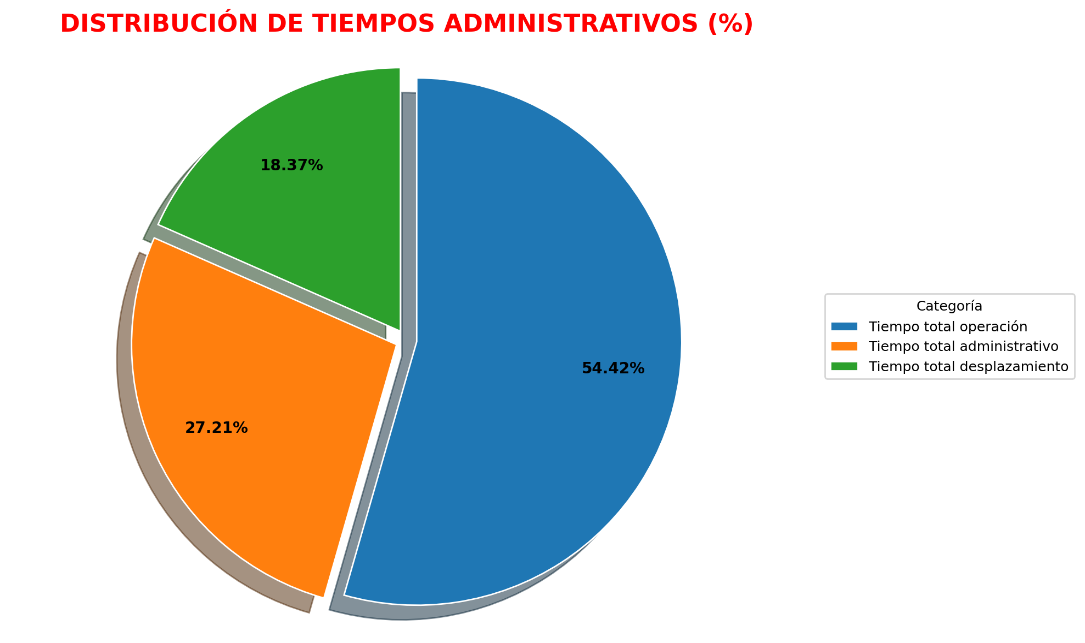 DISTRIBUCIÓN DE TIEMPOS ADMINISTRATIVOS (%)
18.37%
54.42%
27.21%
Categoría
Tiempo total operación
Tiempo total administrativo
Tiempo total desplazamiento